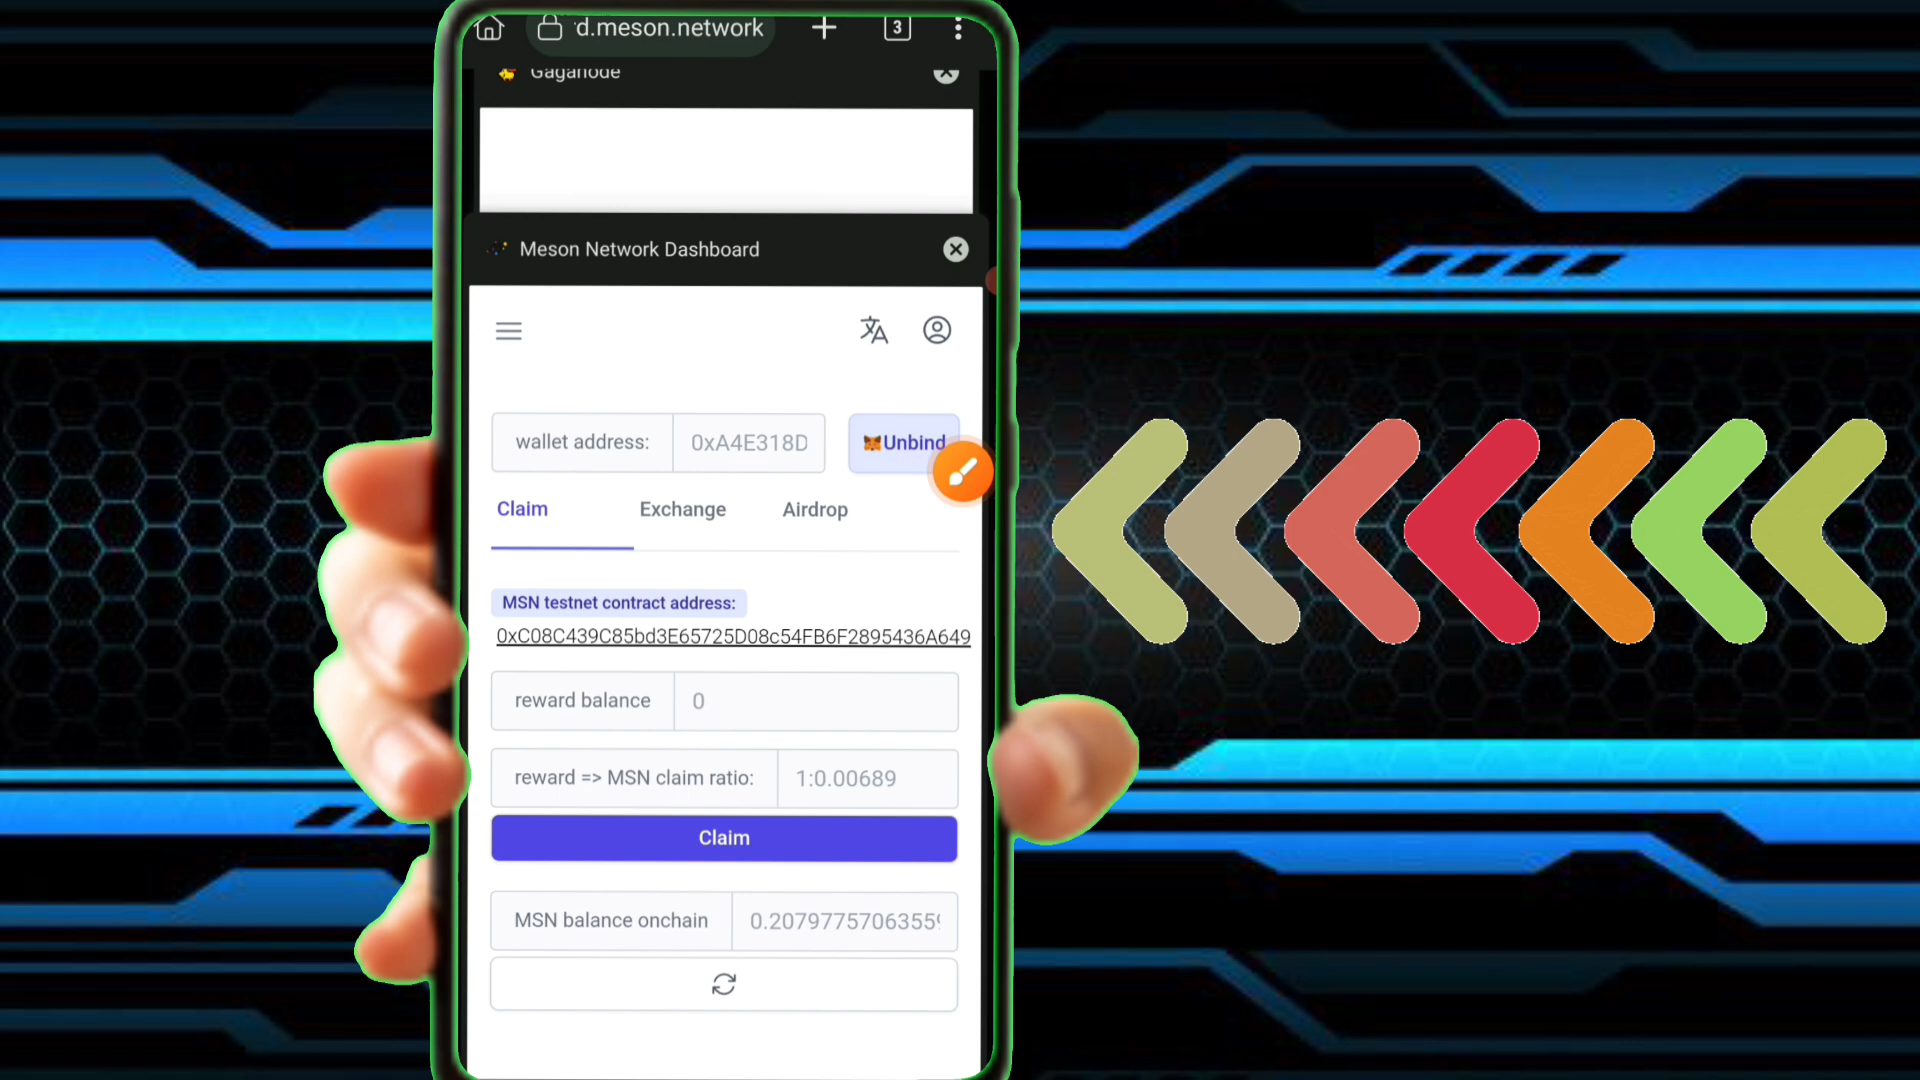 d.meson.network
3
Gaganode
Meson Network Dashboard
wallet address: 0xA4E318D
Unbind
Claim Exchange Airdrop
MSN testnet contract address:
0xC08C439C85bd3E65725D08c54FB6F2895436A649
reward balance 0
reward => MSN claim ratio: 1:0.00689
Claim
MSN balance onchain 0.20797757063559